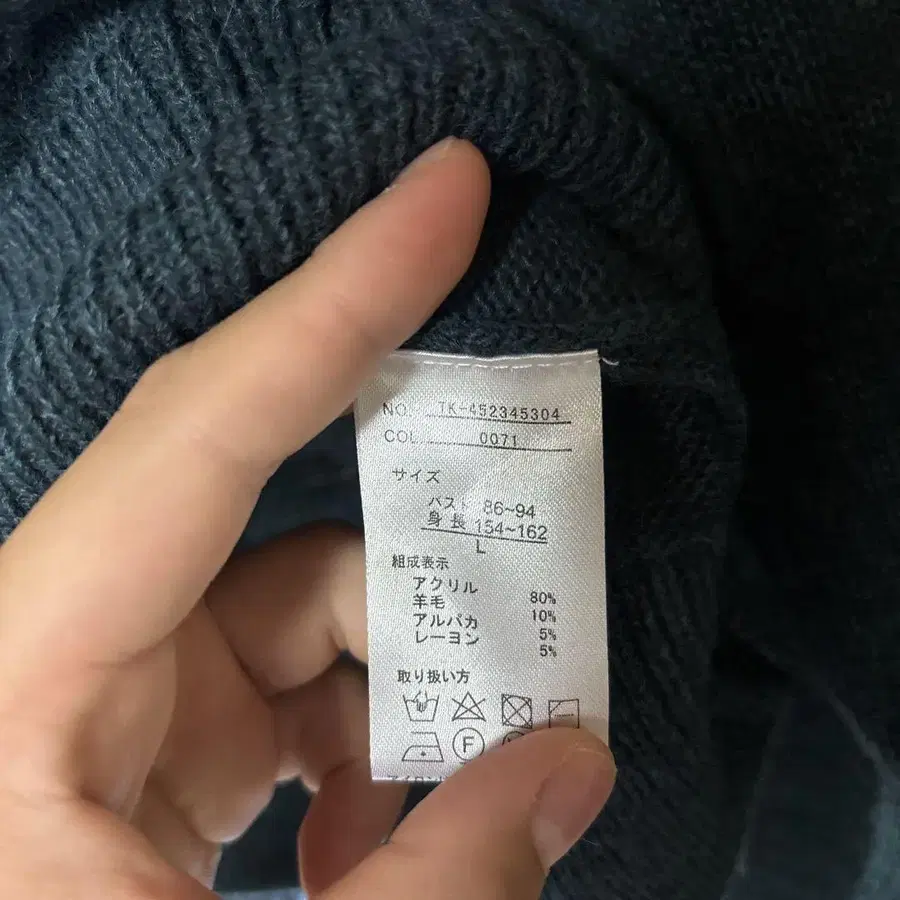 NO. TK-452345304
COL 0071
サイズ
バスト 86~94
身長 154~162
L
組成表示
アクリル 80%
羊毛 10%
アルパカ 5%
レーヨン 5%
取り扱い方
F